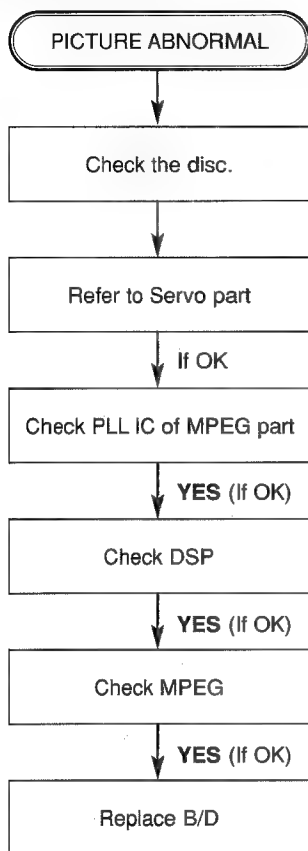 PICTURE ABNORMAL
Check the disc.
Refer to Servo part
If OK
Check PLL IC of MPEG part
YES (If OK)
Check DSP
YES (If OK)
Check MPEG
YES (If OK)
Replace B/D